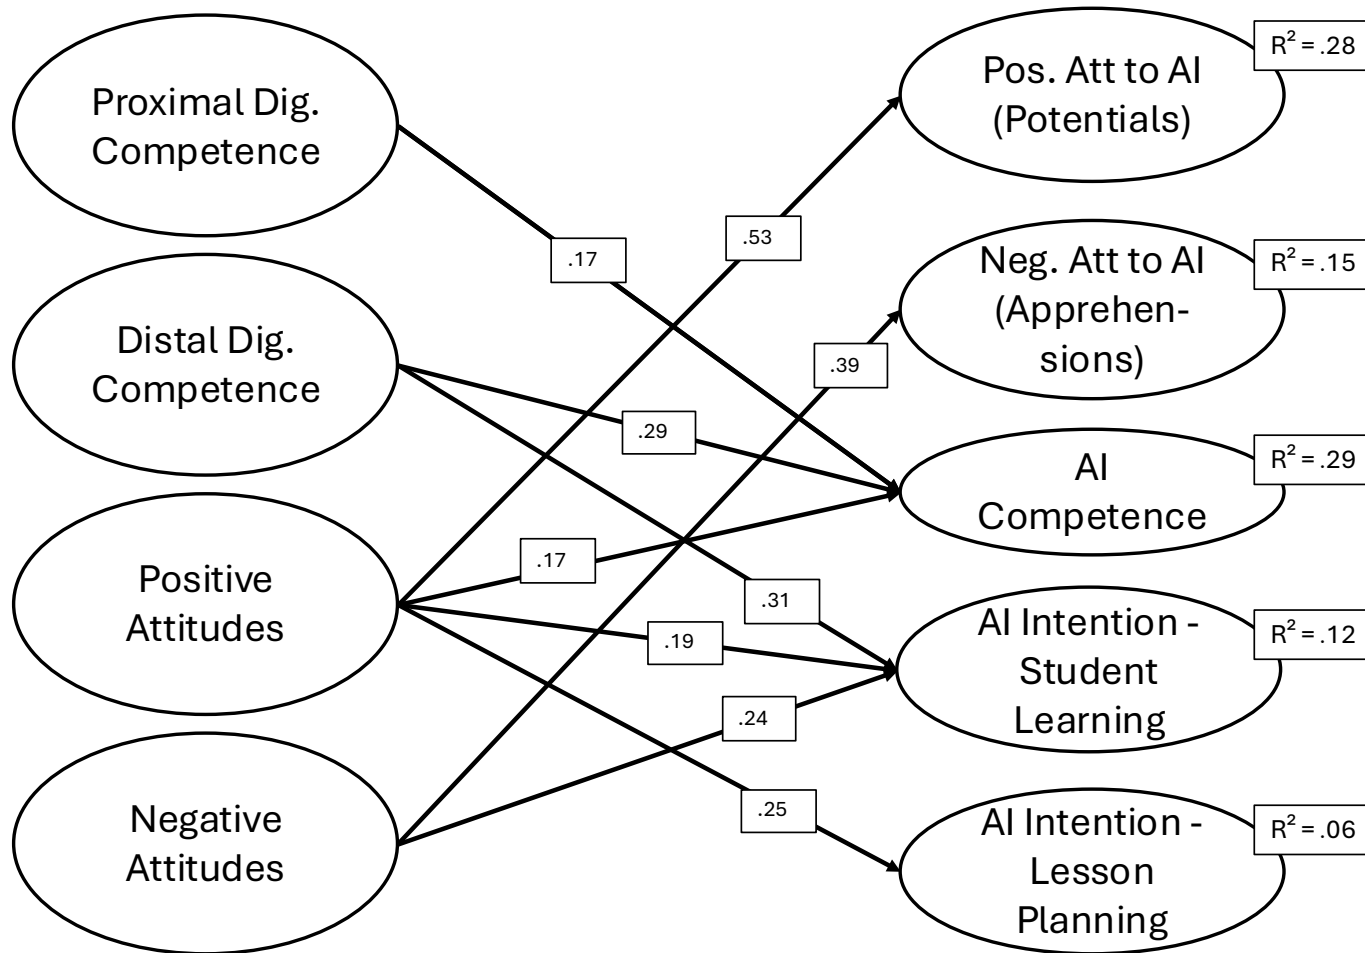 Proximal Dig.
Competence
Distal Dig.
Competence
Positive
Attitudes
Negative
Attitudes
.17
.53
.39
.29
.17
.31
.19
.24
.25
Pos. Att to AI
(Potentials)
R² = .28
Neg. Att to AI
(Apprehen-
sions)
R² = .15
AI
Competence
R² = .29
AI Intention -
Student
Learning
R² = .12
AI Intention -
Lesson
Planning
R² = .06